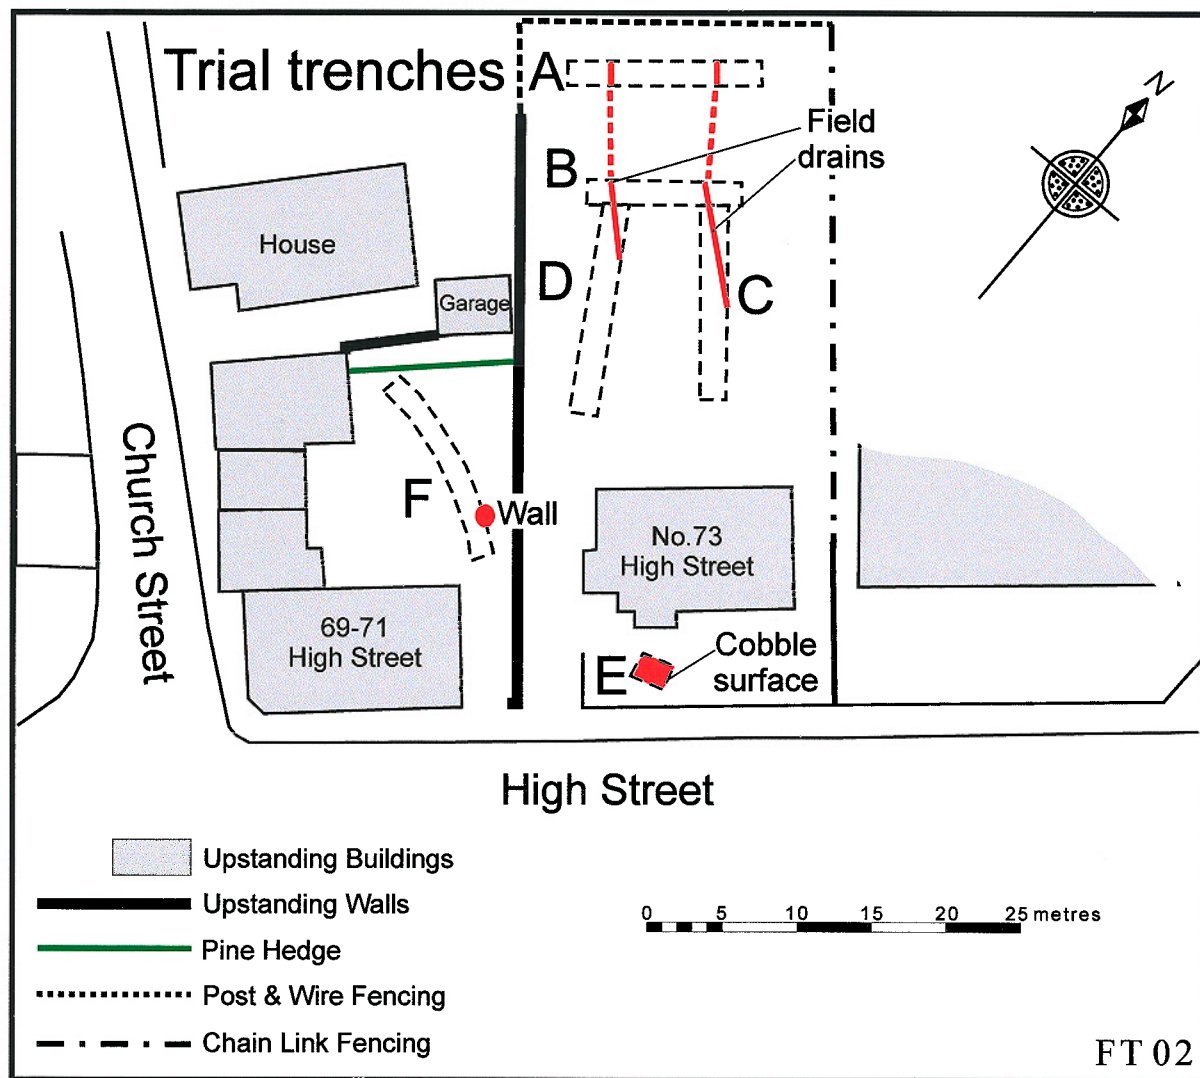 Trial trenches A
N
Field
drains
B
House
D
Garage
C
Church Street
F
Wall
No.73
High Street
69-71
High Street
E
Cobble
surface
High Street
Upstanding Buildings
Upstanding Walls
Pine Hedge
Post & Wire Fencing
Chain Link Fencing
0 5 10 15 20 25 metres
FT 02